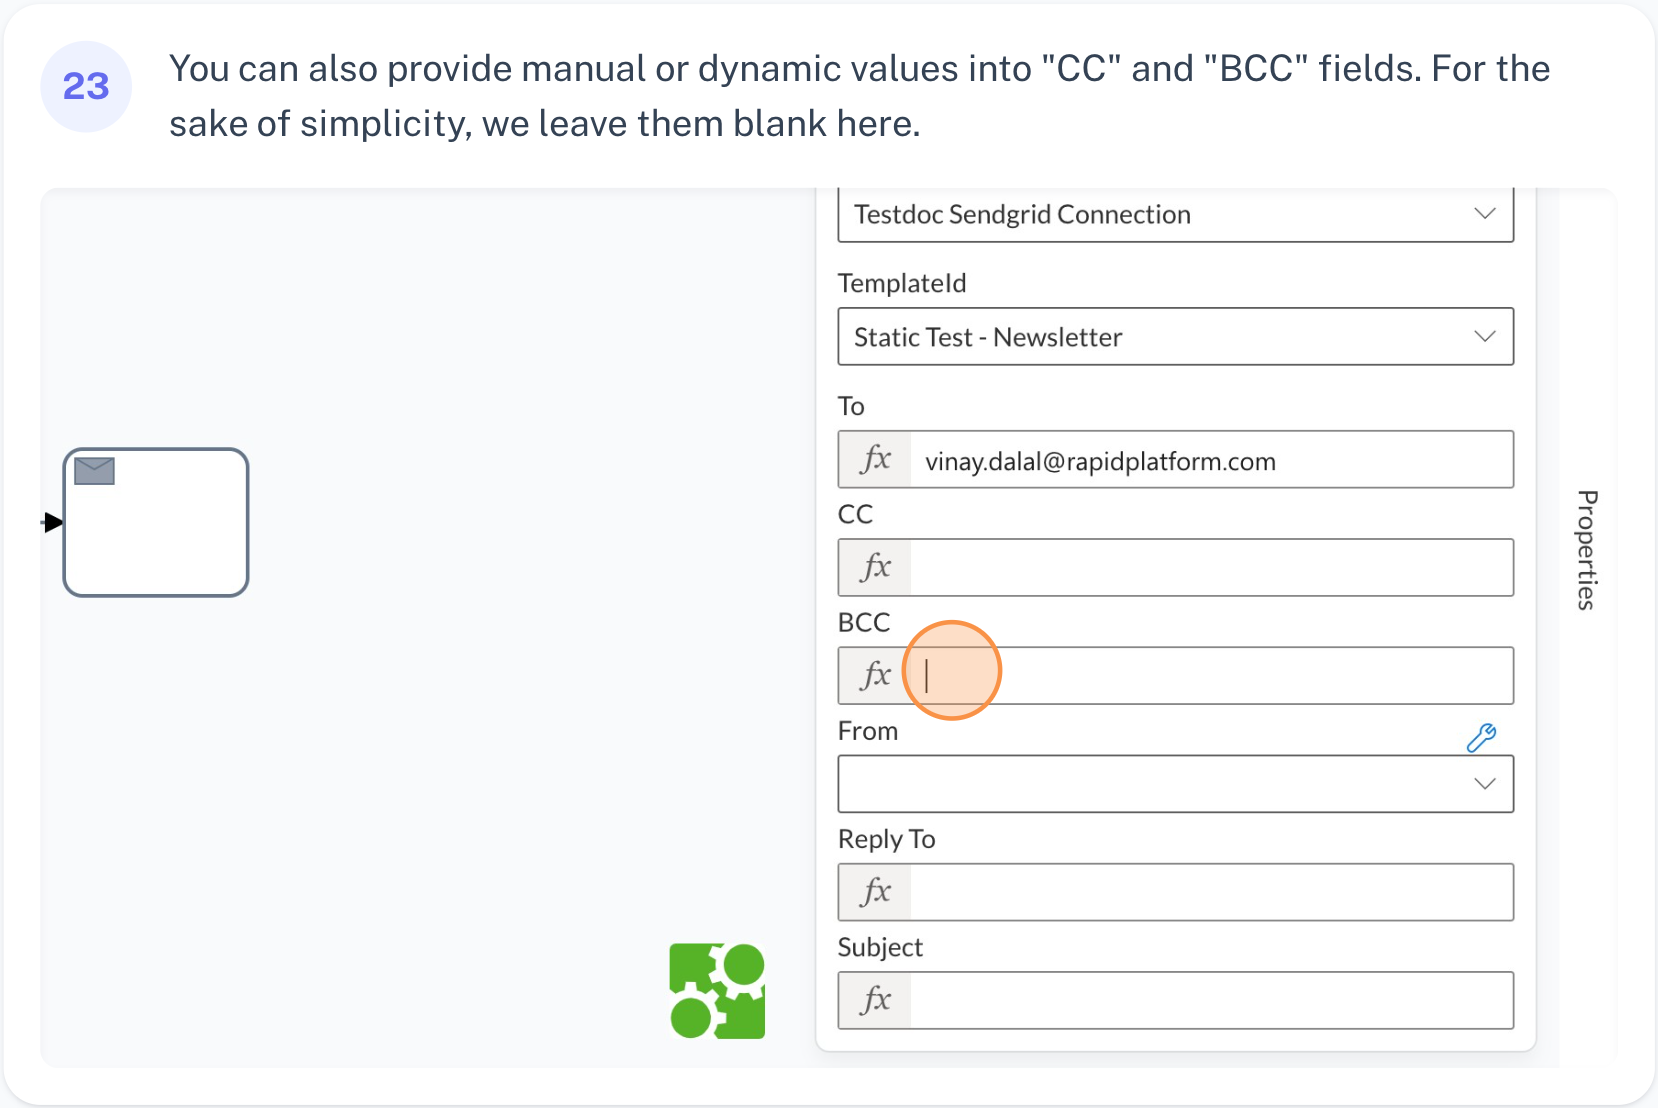 23
You can also provide manual or dynamic values into "CC" and "BCC" fields. For the
sake of simplicity, we leave them blank here.
Testdoc Sendgrid Connection
TemplateId
Static Test - Newsletter
To
fx vinay.dalal@rapidplatform.com
CC
fx
BCC
fx
From
Reply To
fx
Subject
fx
Properties